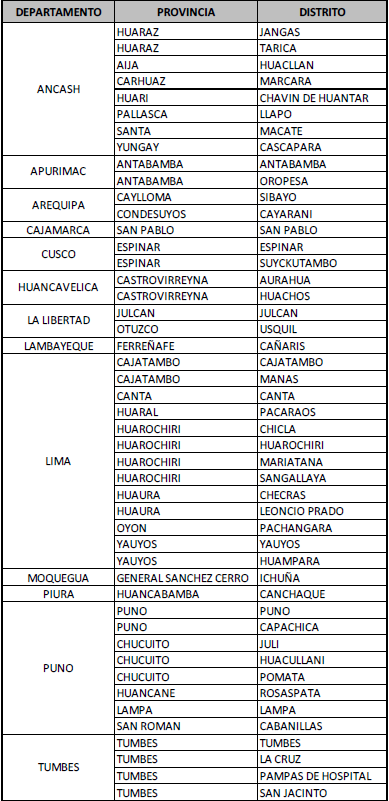 DEPARTAMENTO PROVINCIA DISTRITO
ANCASH
HUARAZ JANGAS
HUARAZ TARICA
AIJA HUACLLAN
CARHUAZ MARCARA
HUARI CHAVIN DE HUANTAR
PALLASCA LLAPO
SANTA MACATE
YUNGAY CASCAPARA
APURIMAC
ANTABAMBA ANTABAMBA
ANTABAMBA OROPESA
AREQUIPA
CAYLLOMA SIBAYO
CONDESUYOS CAYARANI
CAJAMARCA SAN PABLO SAN PABLO
CUSCO
ESPINAR ESPINAR
ESPINAR SUYCKUTAMBO
HUANCAVELICA
CASTROVIRREYNA AURAHUA
CASTROVIRREYNA HUACHOS
LA LIBERTAD
JULCAN JULCAN
OTUZCO USQUIL
LAMBAYEQUE FERREÑAFE CAÑARIS
LIMA
CAJATAMBO CAJATAMBO
CAJATAMBO MANAS
CANTA CANTA
HUARAL PACARAOS
HUAROCHIRI CHICLA
HUAROCHIRI HUAROCHIRI
HUAROCHIRI MARIATANA
HUAROCHIRI SANGALLAYA
HUAURA CHECRAS
HUAURA LEONCIO PRADO
OYON PACHANGARA
YAUYOS YAUYOS
YAUYOS HUAMPARA
MOQUEGUA GENERAL SANCHEZ CERRO ICHUÑA
PIURA HUANCABAMBA CANCHAQUE
PUNO
PUNO PUNO
PUNO CAPACHICA
CHUCUITO JULI
CHUCUITO HUACULLANI
CHUCUITO POMATA
HUANCANE ROSASPATA
LAMPA LAMPA
SAN ROMAN CABANILLAS
TUMBES
TUMBES TUMBES
TUMBES LA CRUZ
TUMBES PAMPAS DE HOSPITAL
TUMBES SAN JACINTO